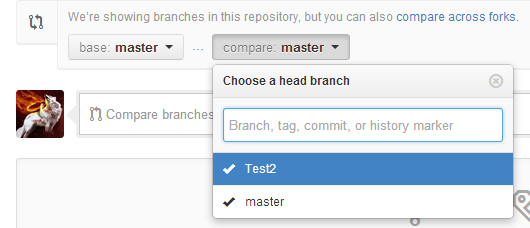 We're showing branches in this repository, but you can also compare across forks.
base: master ... compare: master
Choose a head branch
Compare branches
Branch, tag, commit, or history marker
Test2
master